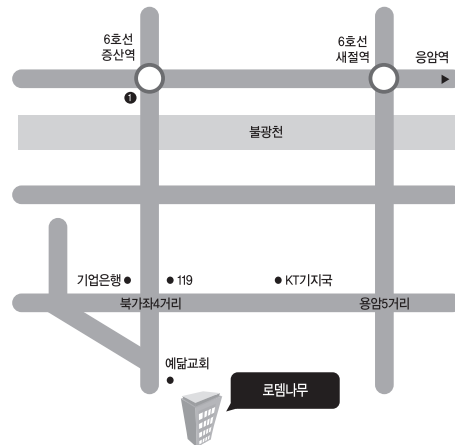 6호선
증산역
6호선
새절역
응암역
1
불광천
기업은행
119
KT기지국
북가좌4거리
용암5거리
예닮교회
로뎀나무